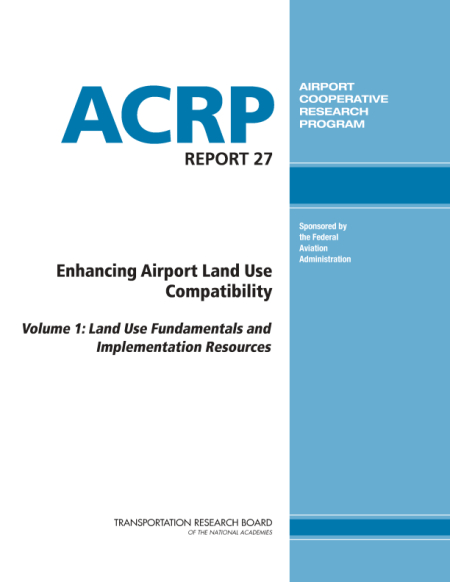 ACRP
REPORT 27
AIRPORT
COOPERATIVE
RESEARCH
PROGRAM
Sponsored by
the Federal
Aviation
Administration
Enhancing Airport Land Use
Compatibility
Volume 1: Land Use Fundamentals and
Implementation Resources
TRANSPORTATION RESEARCH BOARD
OF THE NATIONAL ACADEMIES